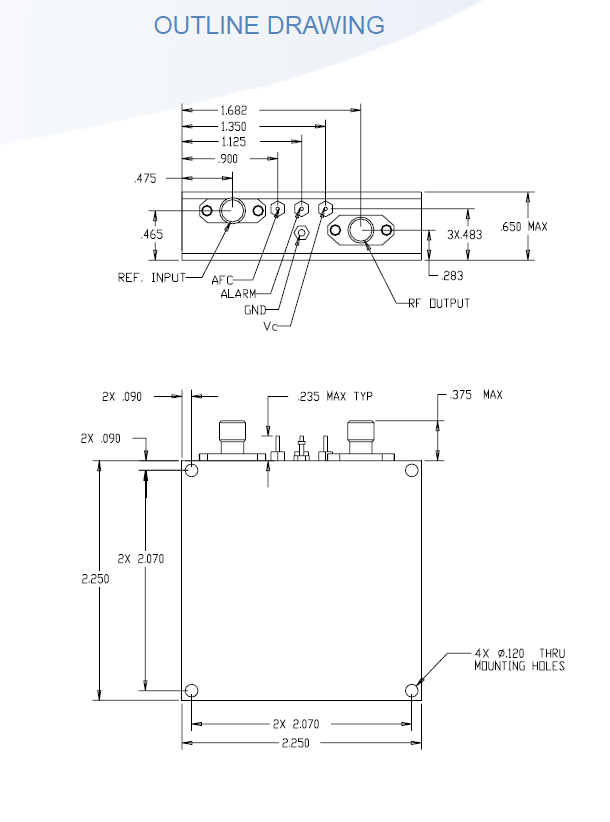 OUTLINE DRAWING
1.682
1.350
1.125
.900
.475
.465
3X.483
.650 MAX
.283
REF. INPUT
AFC
ALARM
GND
Vc
RF OUTPUT
2X .090
.235 MAX TYP
.375 MAX
2X .090
2X 2.070
2.250
4X Ø.120 THRU
MOUNTING HOLES
2X 2.070
2.250